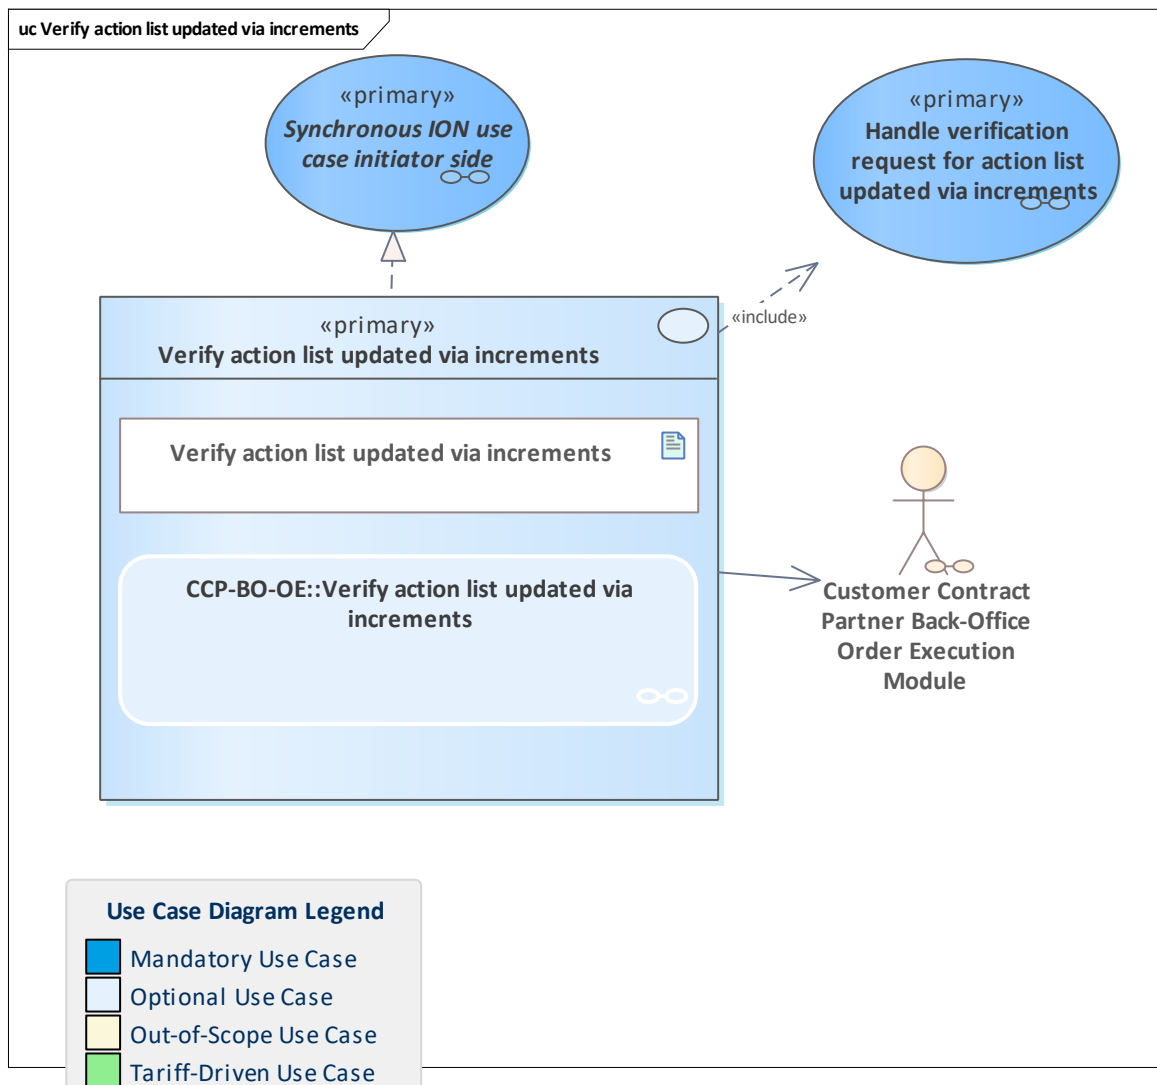 uc Verify action list updated via increments
«primary»
Synchronous ION use
case initiator side
«primary»
Handle verification
request for action list
updated via increments
«primary»
Verify action list updated via increments
«include»
Verify action list updated via increments
CCP-BO-OE::Verify action list updated via
increments
Customer Contract
Partner Back-Office
Order Execution
Module
Use Case Diagram Legend
Mandatory Use Case
Optional Use Case
Out-of-Scope Use Case
Tariff-Driven Use Case